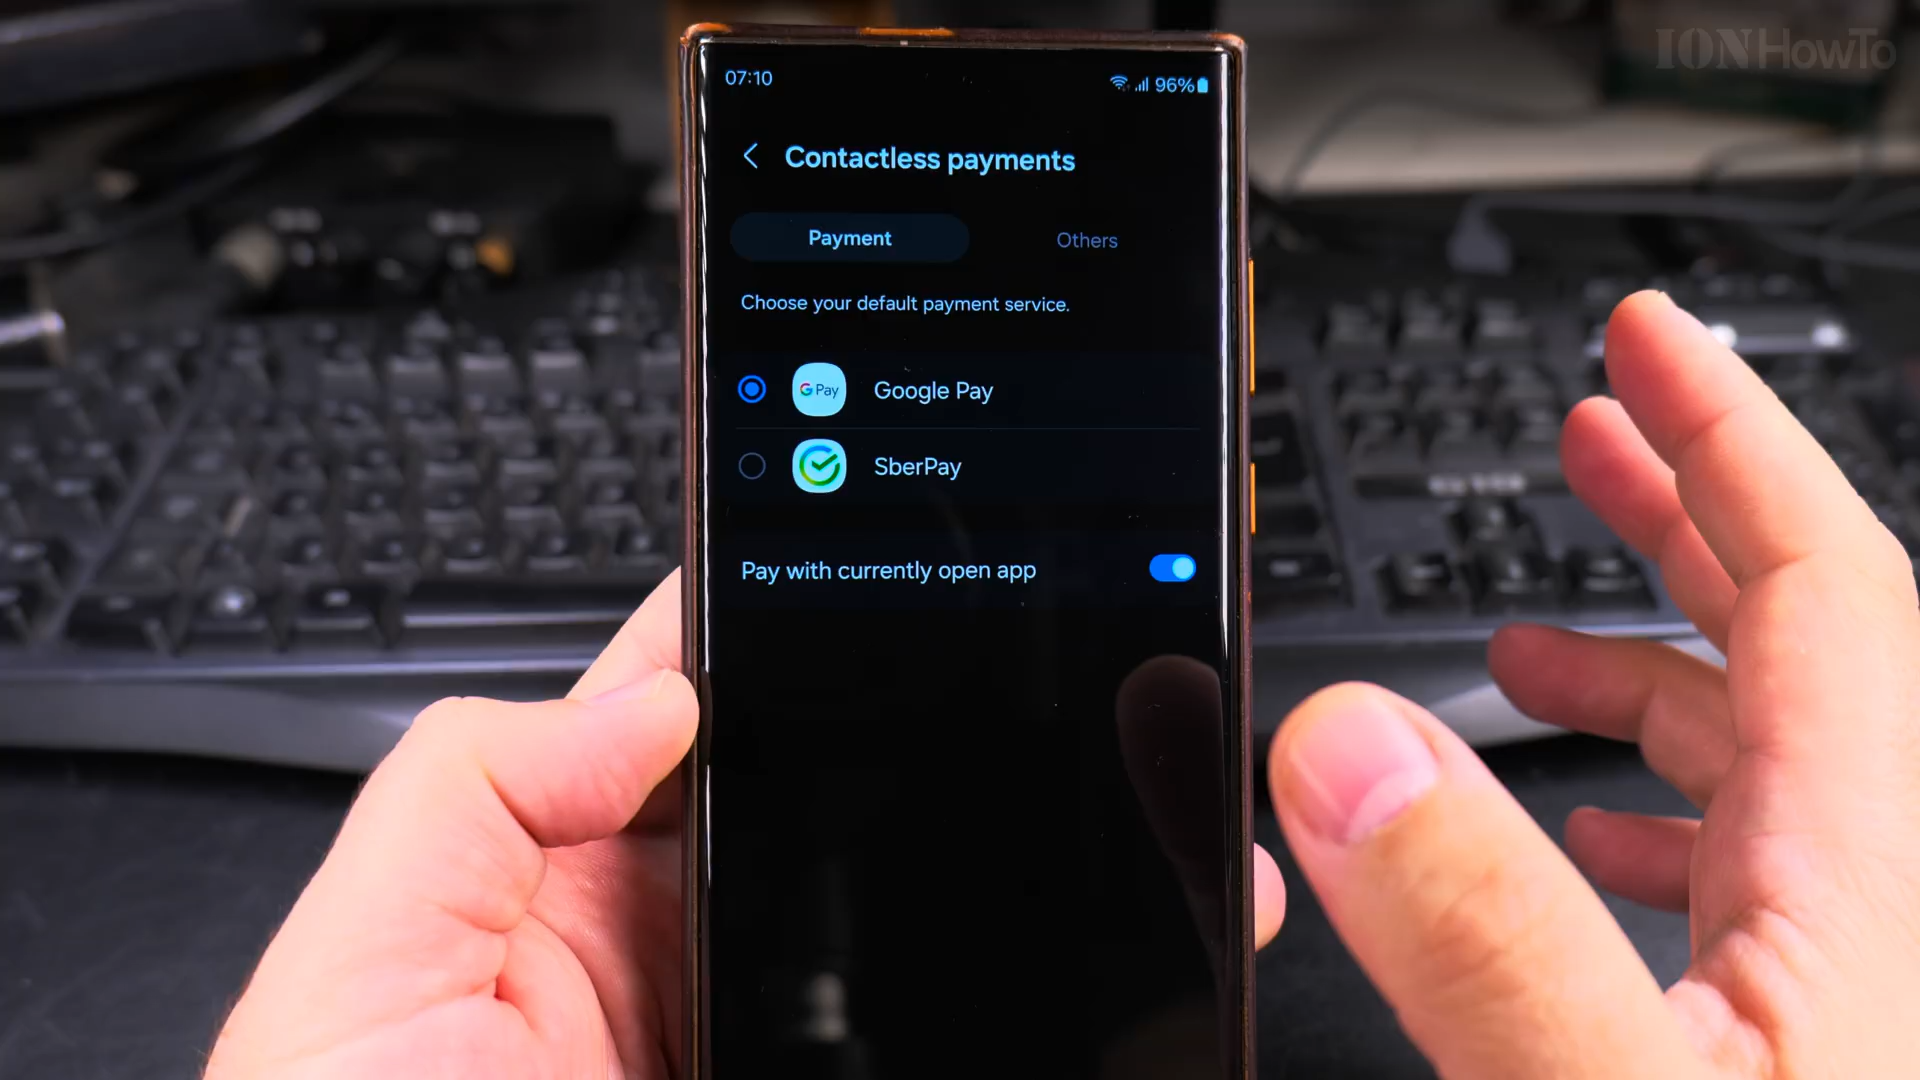 IONHowTo
07:10
96%
Contactless payments
Payment
Others
Choose your default payment service.
G Pay
Google Pay
SberPay
Pay with currently open app